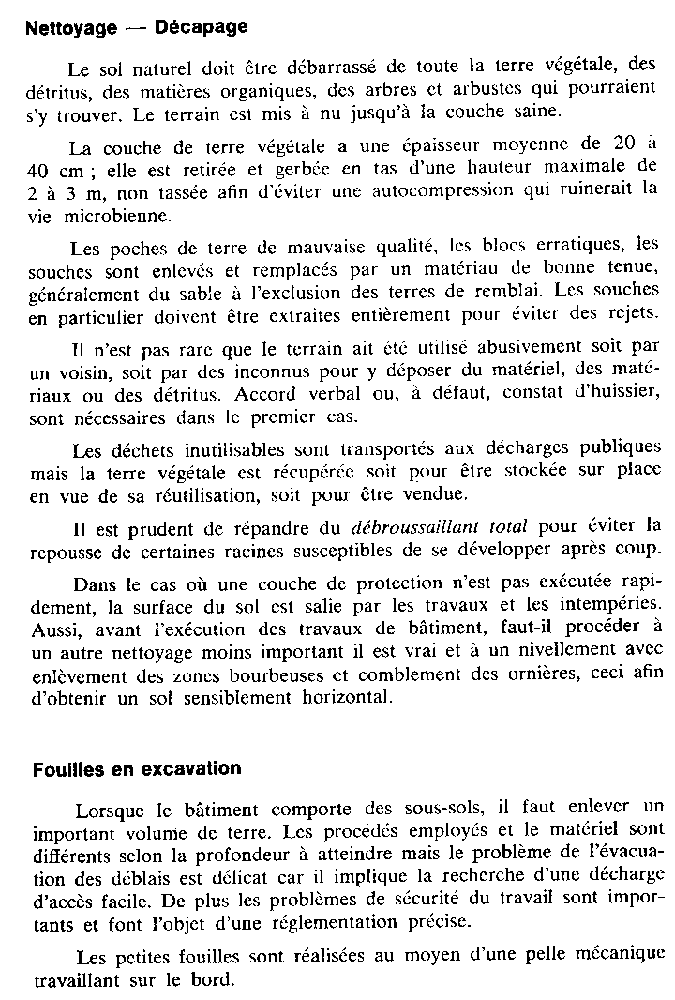 Nettoyage — Décapage
Le sol naturel doit être débarrassé de toute la terre végétale, des
détritus, des matières organiques, des arbres et arbustes qui pourraient
s'y trouver. Le terrain est mis à nu jusqu'à la couche saine.
La couche de terre végétale a une épaisseur moyenne de 20 à
40 cm ; elle est retirée et gerbée en tas d'une hauteur maximale de
2 à 3 m, non tassée afin d'éviter une autocompression qui ruinerait la
vie microbienne.
Les poches de terre de mauvaise qualité, les blocs erratiques, les
souches sont enlevés et remplacés par un matériau de bonne tenue,
généralement du sable à l'exclusion des terres de remblai. Les souches
en particulier doivent être extraites entièrement pour éviter des rejets.
Il n'est pas rare que le terrain ait été utilisé abusivement soit par
un voisin, soit par des inconnus pour y déposer du matériel, des maté-
riaux ou des détritus. Accord verbal ou, à défaut, constat d'huissier,
sont nécessaires dans le premier cas.
Les déchets inutilisables sont transportés aux décharges publiques
mais la terre végétale est récupérée soit pour être stockée sur place
en vue de sa réutilisation, soit pour être vendue.
Il est prudent de répandre du débroussaillant total pour éviter la
repousse de certaines racines susceptibles de se développer après coup.
Dans le cas où une couche de protection n'est pas exécutée rapi-
dement, la surface du sol est salie par les travaux et les intempéries.
Aussi, avant l'exécution des travaux de bâtiment, faut-il procéder à
un autre nettoyage moins important il est vrai et à un nivellement avec
enlèvement des zones bourbeuses et comblement des ornières, ceci afin
d'obtenir un sol sensiblement horizontal.
Fouilles en excavation
Lorsque le bâtiment comporte des sous-sols, il faut enlever un
important volume de terre. Les procédés employés et le matériel sont
différents selon la profondeur à atteindre mais le problème de l'évacua-
tion des déblais est délicat car il implique la recherche d'une décharge
d'accès facile. De plus les problèmes de sécurité du travail sont impor-
tants et font l'objet d'une réglementation précise.
Les petites fouilles sont réalisées au moyen d'une pelle mécanique
travaillant sur le bord.